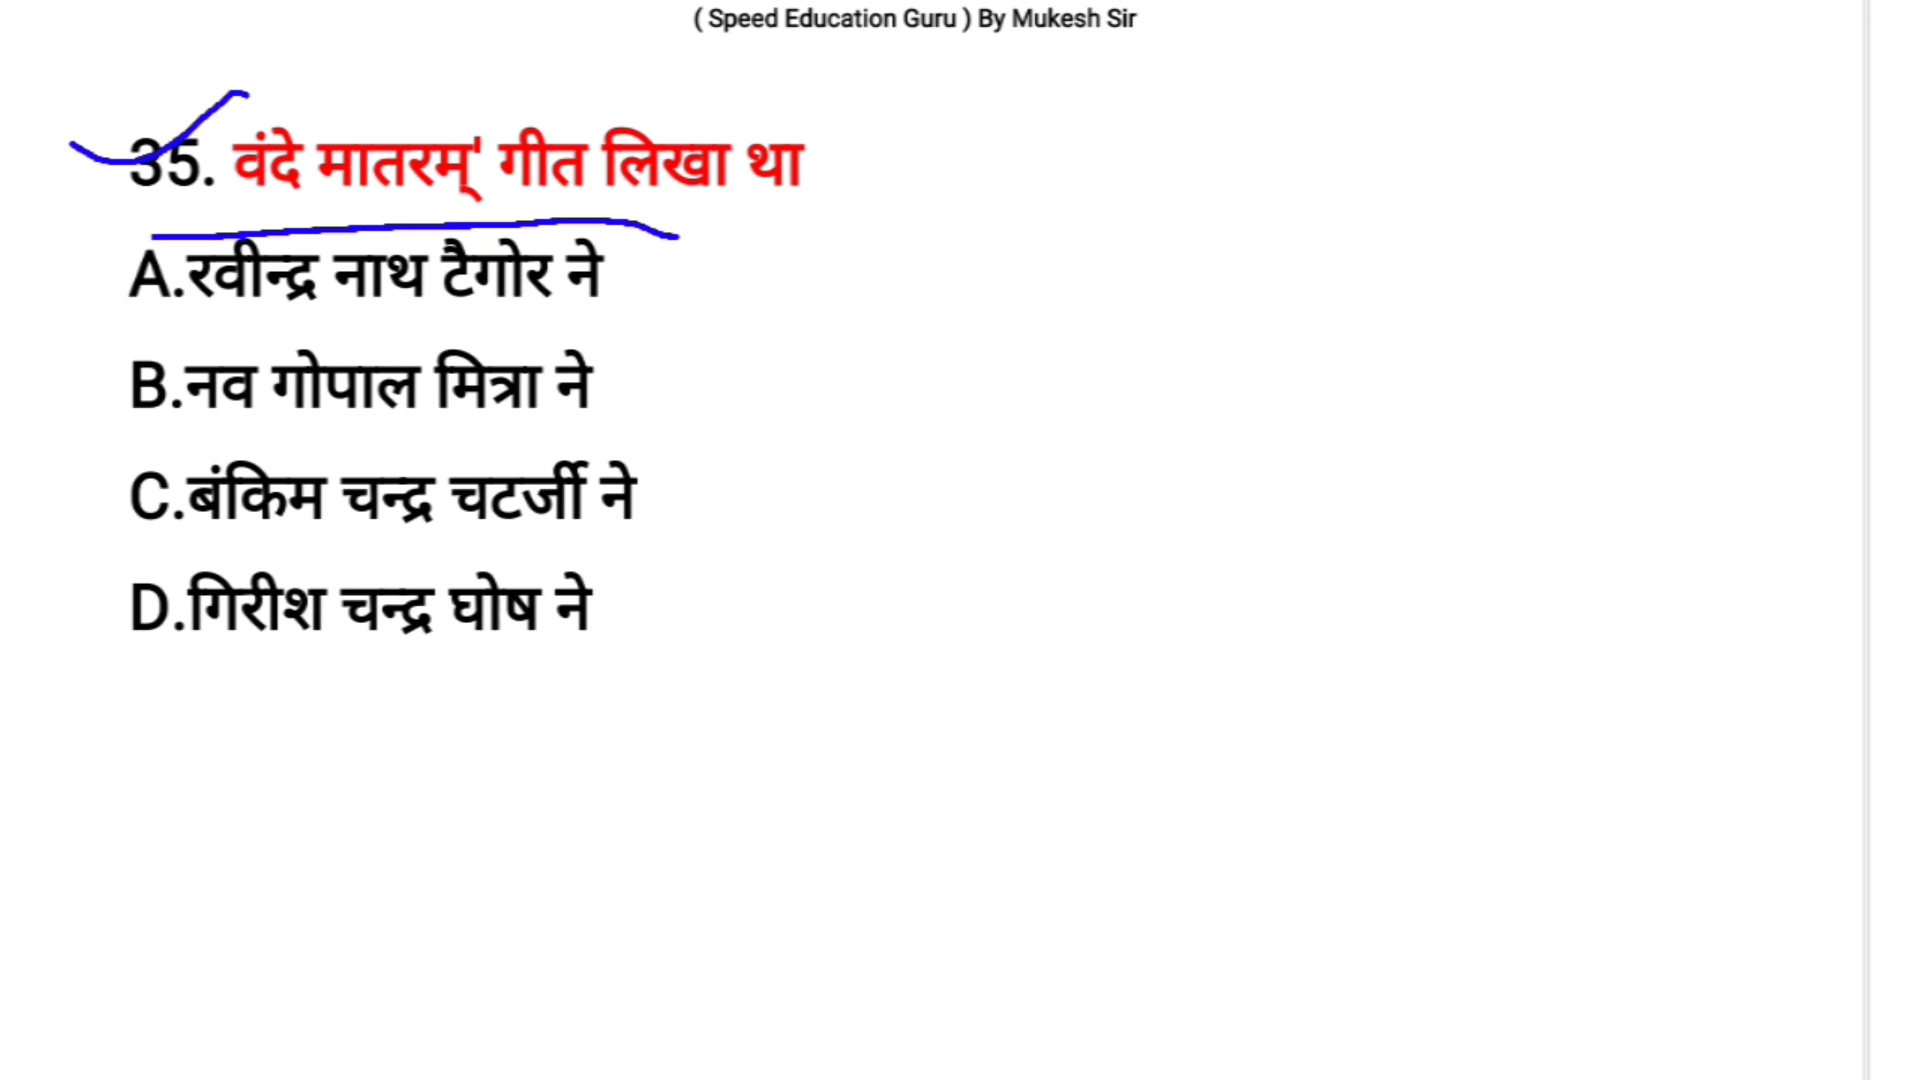 ( Speed Education Guru ) By Mukesh Sir
35. वंदे मातरम्' गीत लिखा था
A.रवीन्द्र नाथ टैगोर ने
B.नव गोपाल मित्रा ने
C.बंकिम चन्द्र चटर्जी ने
D.गिरीश चन्द्र घोष ने